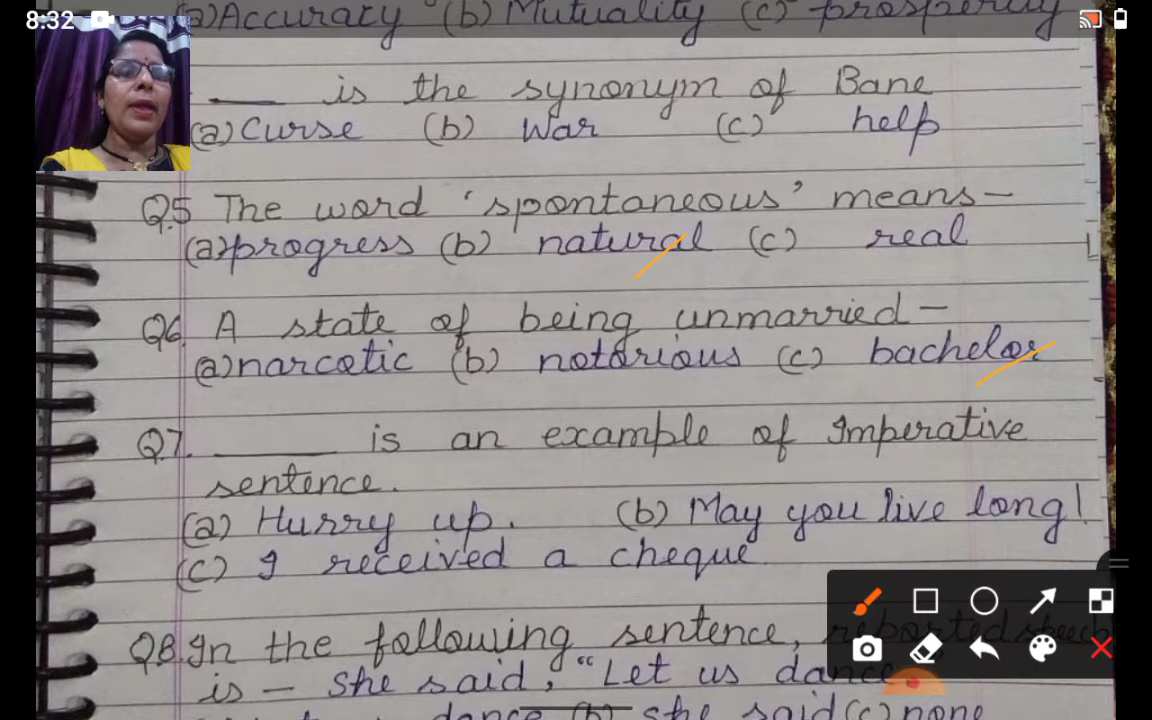 8:32
(a)Accuracy (b) Mutuality (c) prosperity
____ is the synonym of Bane
(a) Curse (b) War (c) help
Q.5 The word 'spontaneous' means-
(a) progress (b) natural (c) real
Q6. A state of being unmarried-
(a) narcotic (b) notorious (c) bachelor
Q7. ____ is an example of Imperative
sentence.
(a) Hurry up. (b) May you live long!
(c) I received a cheque
Q8. In the following sentence, reported speech
is - She said, "Let us dance.
dance (b) she said (c) none